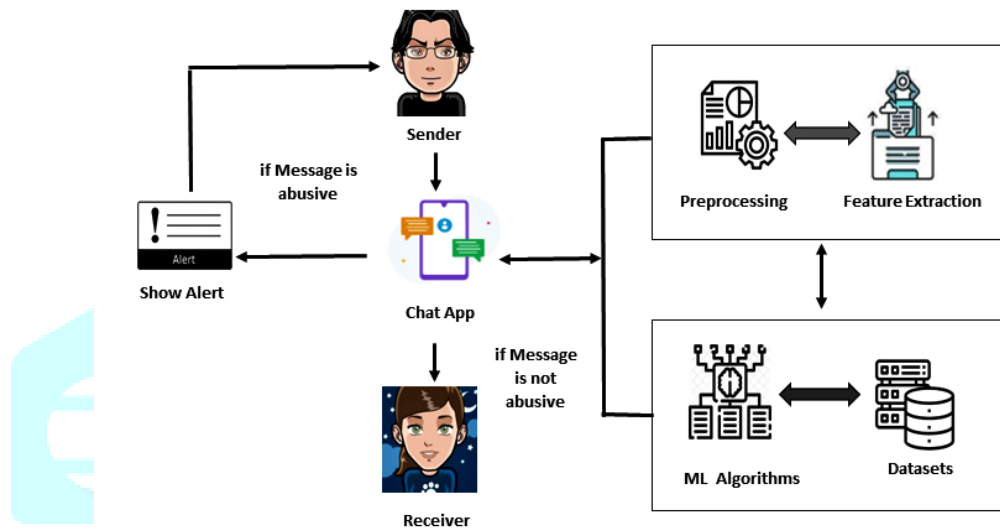 Sender
if Message is
abusive
Preprocessing
Feature Extraction
Alert
Show Alert
Chat App
if Message
is not
abusive
ML Algorithms
Datasets
Receiver